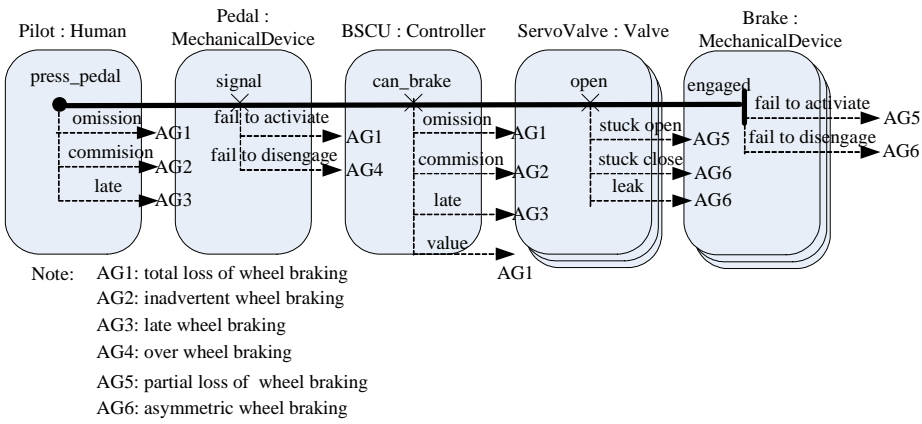 Pilot : Human
Pedal :
MechanicalDevice
BSCU : Controller
ServoValve : Valve
Brake :
MechanicalDevice
press_pedal
signal
can_brake
open
engaged
omission
AG1
commision
AG2
late
AG3
fail to activiate
AG1
fail to disengage
AG4
omission
AG1
commision
AG2
late
AG3
value
AG1
stuck open
AG5
stuck close
AG6
leak
AG6
fail to activiate
AG5
fail to disengage
AG6
Note:
AG1: total loss of wheel braking
AG2: inadvertent wheel braking
AG3: late wheel braking
AG4: over wheel braking
AG5: partial loss of wheel braking
AG6: asymmetric wheel braking